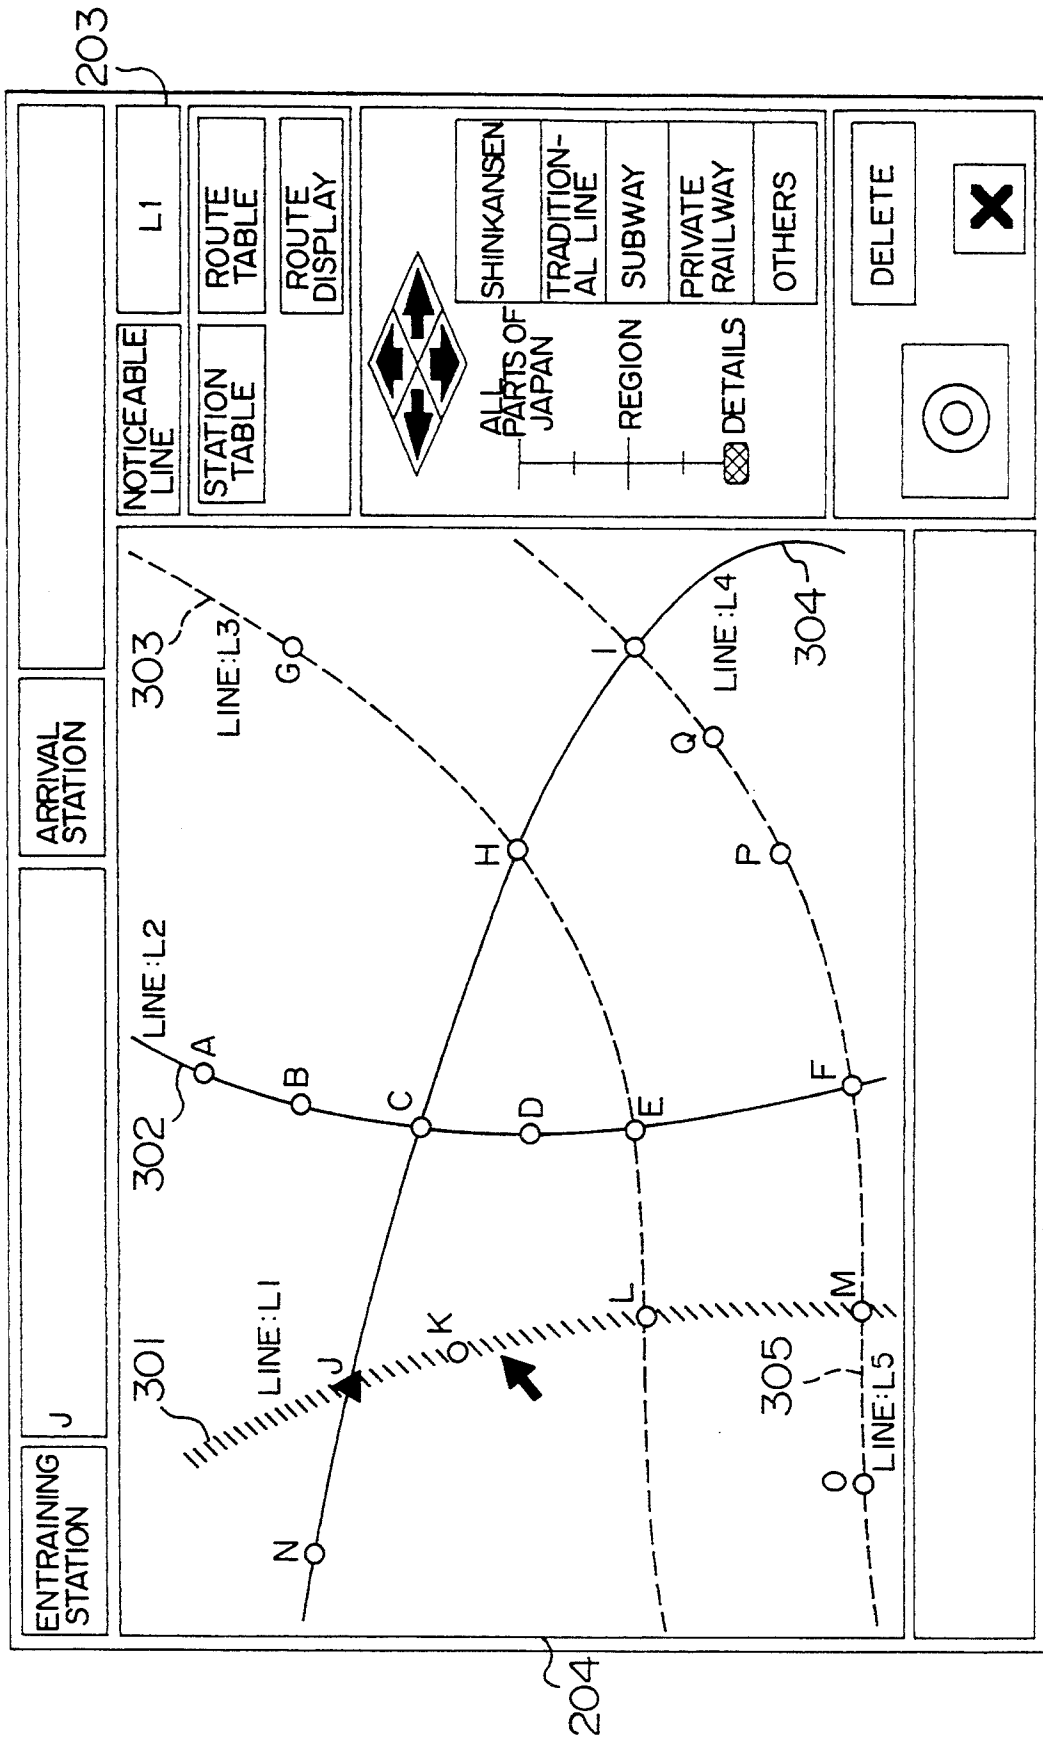 203
ENTRAINING
STATION
J
ARRIVAL
STATION
NOTICEABLE
LINE
L1
STATION
TABLE
ROUTE
TABLE
ROUTE
DISPLAY
ALL
PARTS OF
JAPAN
REGION
DETAILS
SHINKANSEN
TRADITION-
AL LINE
SUBWAY
PRIVATE
RAILWAY
OTHERS
DELETE
301
LINE:L1
302
LINE:L2
303
LINE:L3
304
LINE:L4
305
LINE:L5
N
J
K
L
M
O
A
B
C
D
E
F
G
H
I
Q
P
204